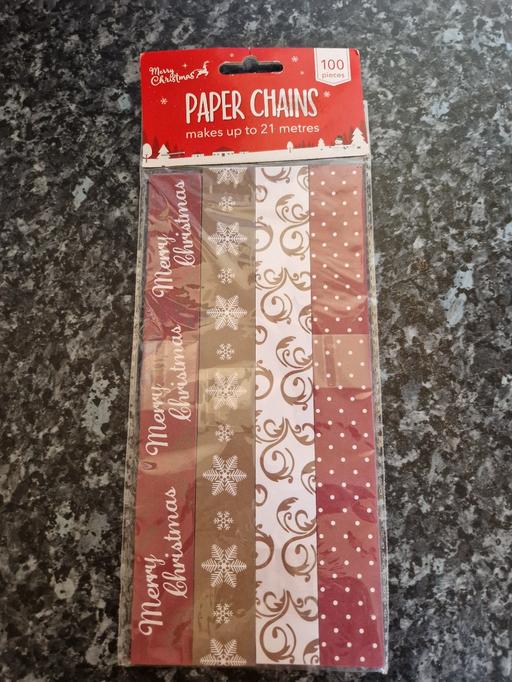 Merry
Christmas
100
pieces
PAPER CHAINS
makes up to 21 metres
Merry
Christmas
Merry
Christmas
Merry
Christmas